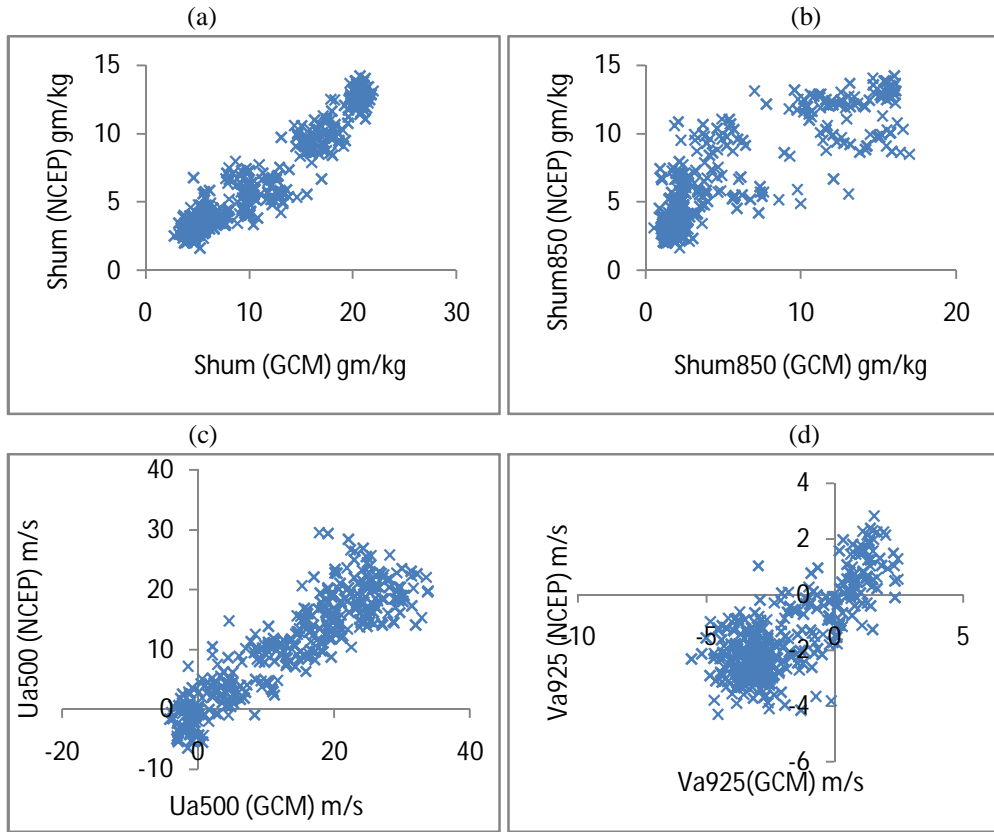 (a)
(b)
15
10
5
0
0
10
20
30
Shum (NCEP) gm/kg
Shum (GCM) gm/kg
15
10
5
0
0
10
20
Shum850 (NCEP) gm/kg
Shum850 (GCM) gm/kg
(c)
(d)
40
30
20
10
0
-10
-20
0
20
40
Ua500 (NCEP) m/s
Ua500 (GCM) m/s
4
2
0
-2
-4
-6
-10
-5
0
5
Va925 (NCEP) m/s
Va925(GCM) m/s